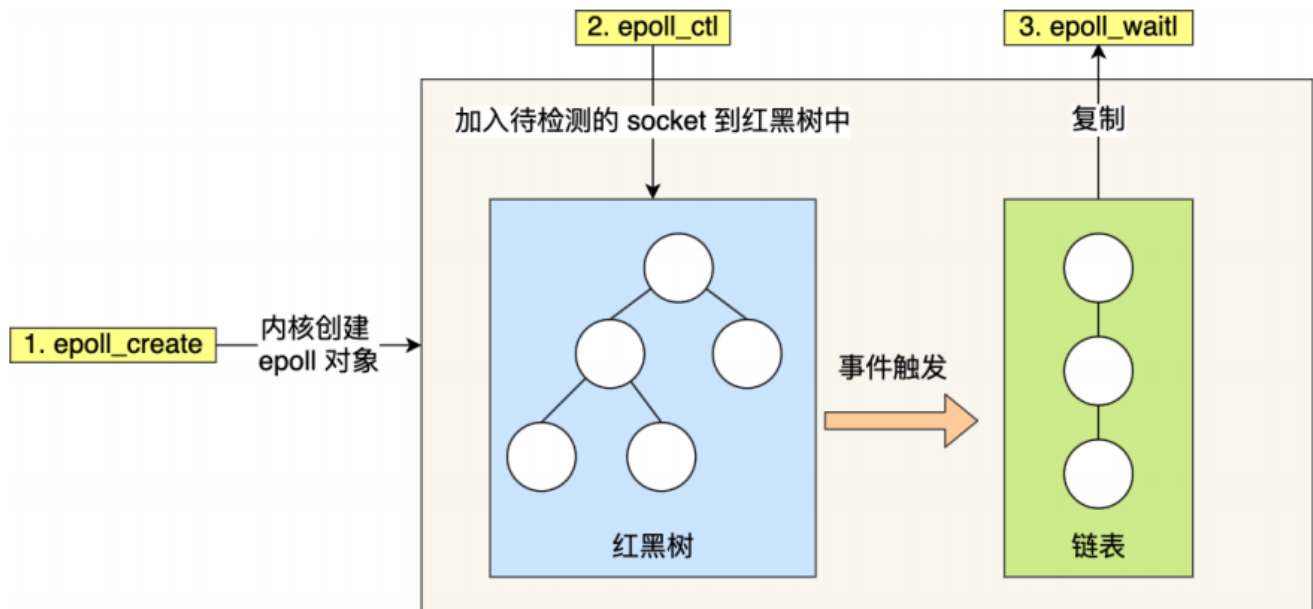 2. epoll_ctl
3. epoll_waitl
加入待检测的 socket 到红黑树中
复制
1. epoll_create
内核创建
epoll 对象
事件触发
红黑树
链表